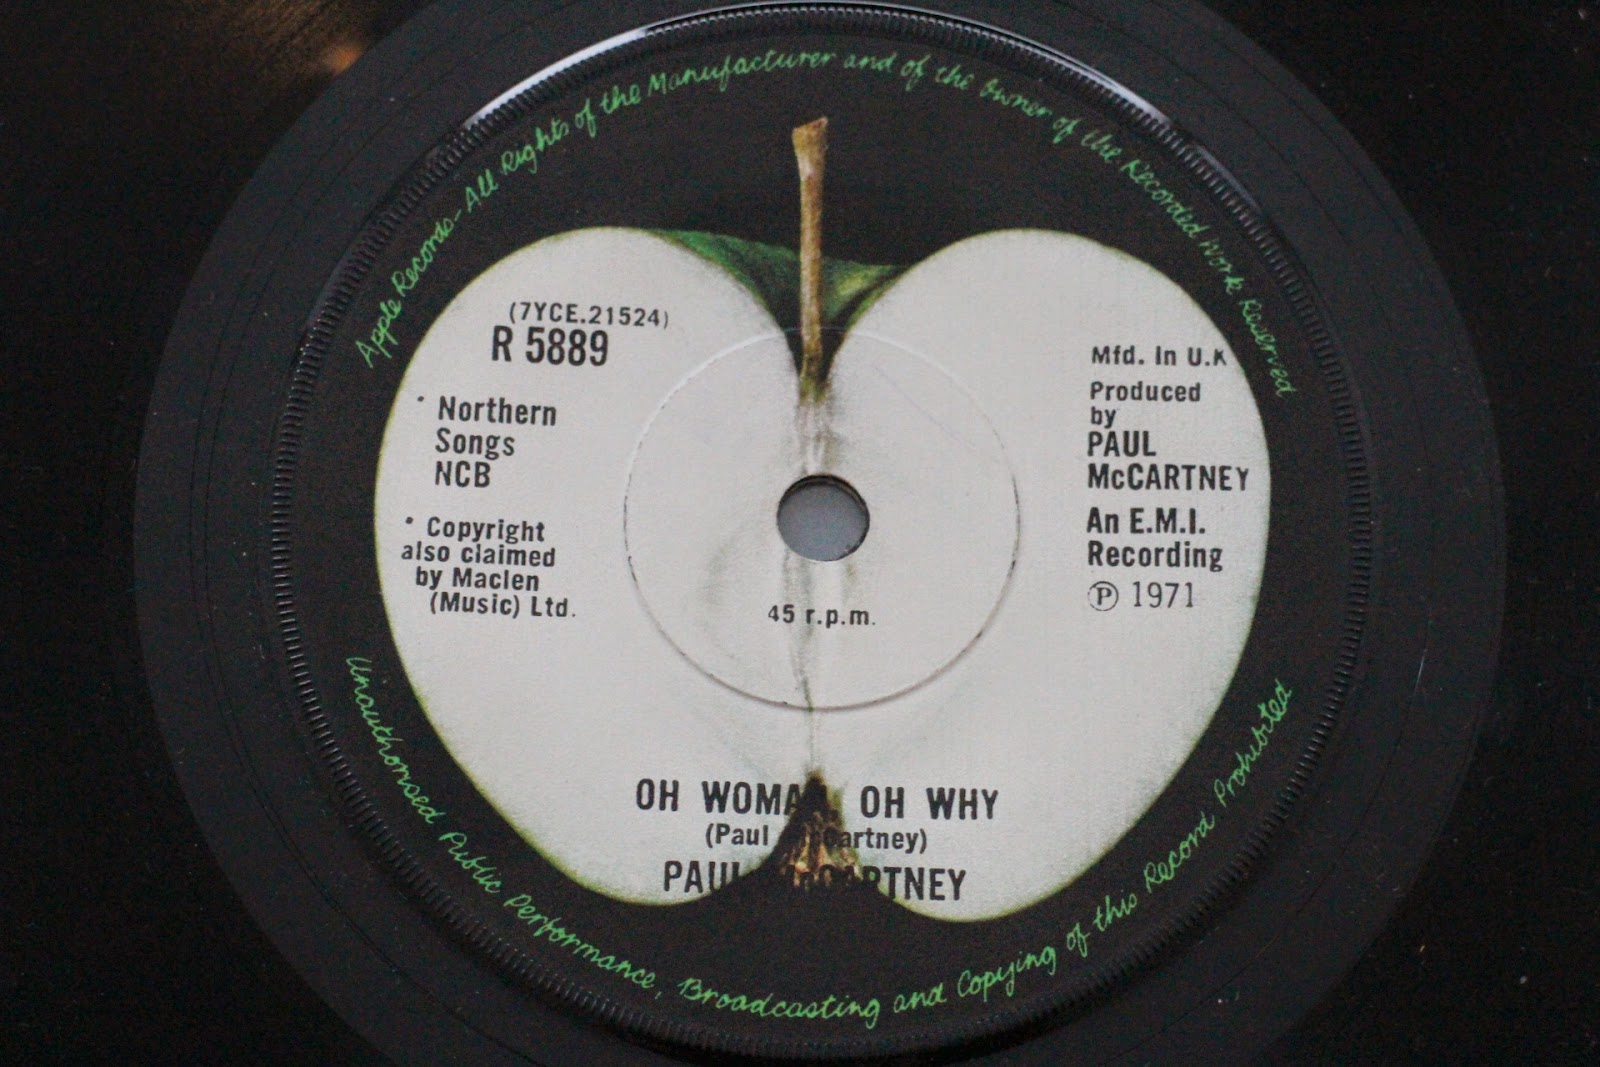 Apple Records - All Rights of the Manufacturer and of the Owner of the Recorded Work Reserved
(7YCE.21524)
R 5889
• Northern
Songs
NCB
• Copyright
also claimed
by Maclen
(Music) Ltd.
Mfd. In U.K
Produced
by
PAUL
McCARTNEY
An E.M.I.
Recording
℗ 1971
45 r.p.m.
OH WOMAN, OH WHY
(Paul McCartney)
PAUL McCARTNEY
Unauthorised Public Performance, Broadcasting and Copying of this Record Prohibited